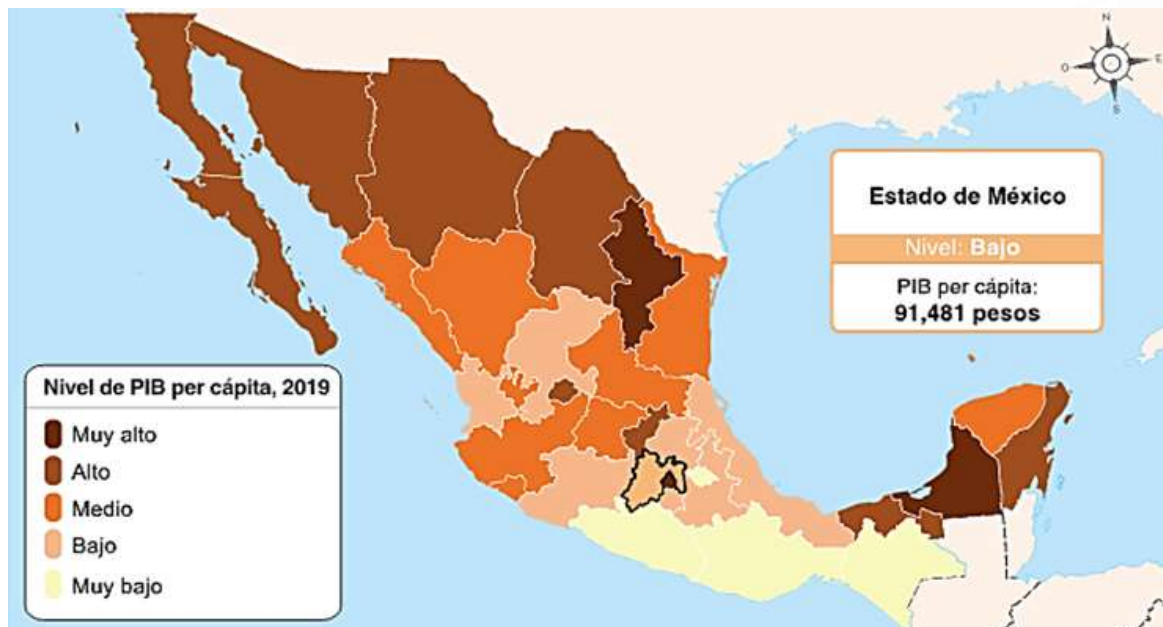 N
O
E
S
Estado de México
Nivel: Bajo
PIB per cápita:
91,481 pesos
Nivel de PIB per cápita, 2019
Muy alto
Alto
Medio
Bajo
Muy bajo